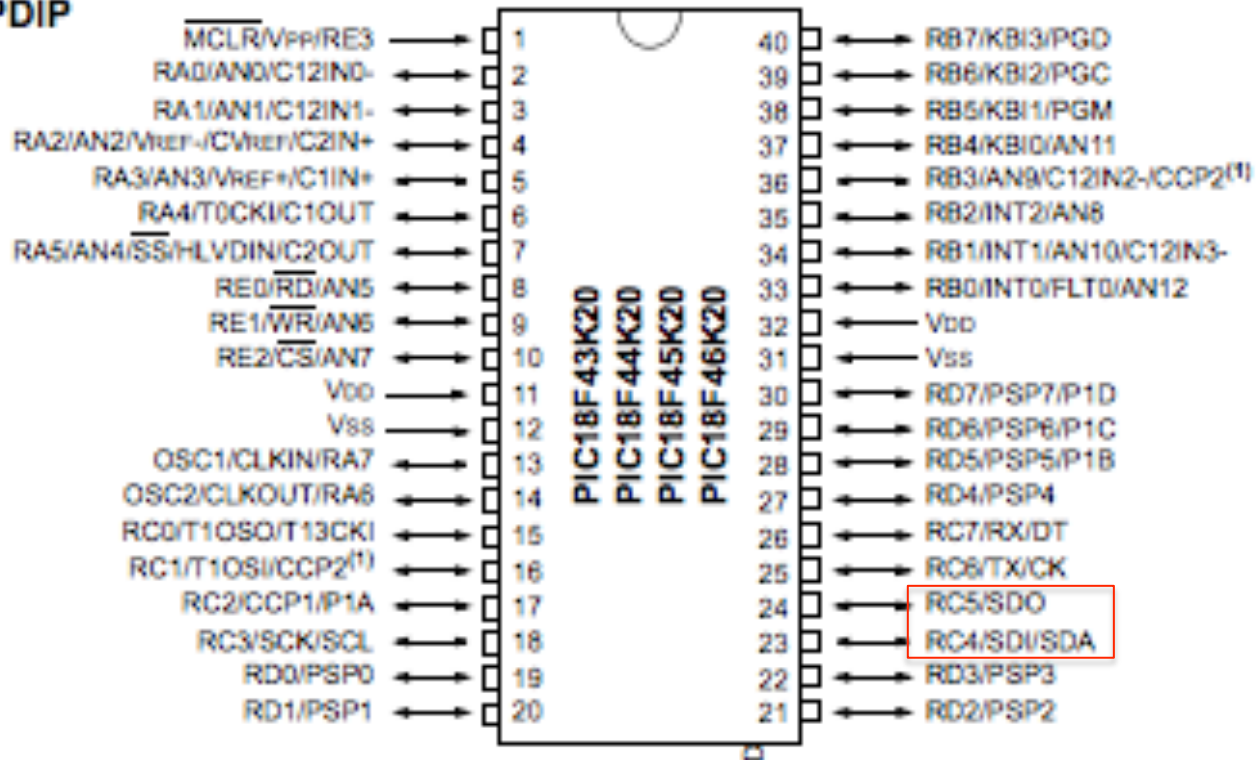 PDIP
MCLR/VPP/RE3 1
RA0/AN0/C12IN0- 2
RA1/AN1/C12IN1- 3
RA2/AN2/VREF-/CVREF/C2IN+ 4
RA3/AN3/VREF+/C1IN+ 5
RA4/T0CKI/C1OUT 6
RA5/AN4/SS/HLVDIN/C2OUT 7
RE0/RD/AN5 8
RE1/WR/AN6 9
RE2/CS/AN7 10
VDD 11
VSS 12
OSC1/CLKIN/RA7 13
OSC2/CLKOUT/RA6 14
RC0/T1OSO/T13CKI 15
RC1/T1OSI/CCP2(1) 16
RC2/CCP1/P1A 17
RC3/SCK/SCL 18
RD0/PSP0 19
RD1/PSP1 20
PIC18F43K20
PIC18F44K20
PIC18F45K20
PIC18F46K20
40 RB7/KBI3/PGD
39 RB6/KBI2/PGC
38 RB5/KBI1/PGM
37 RB4/KBI0/AN11
36 RB3/AN9/C12IN2-/CCP2(1)
35 RB2/INT2/AN8
34 RB1/INT1/AN10/C12IN3-
33 RB0/INT0/FLT0/AN12
32 VDD
31 VSS
30 RD7/PSP7/P1D
29 RD6/PSP6/P1C
28 RD5/PSP5/P1B
27 RD4/PSP4
26 RC7/RX/DT
25 RC6/TX/CK
24 RC5/SDO
23 RC4/SDI/SDA
22 RD3/PSP3
21 RD2/PSP2